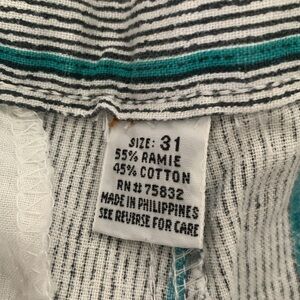 SIZE: 31
55% RAMIE
45% COTTON
RN# 75832
MADE IN PHILIPPINES
SEE REVERSE FOR CARE